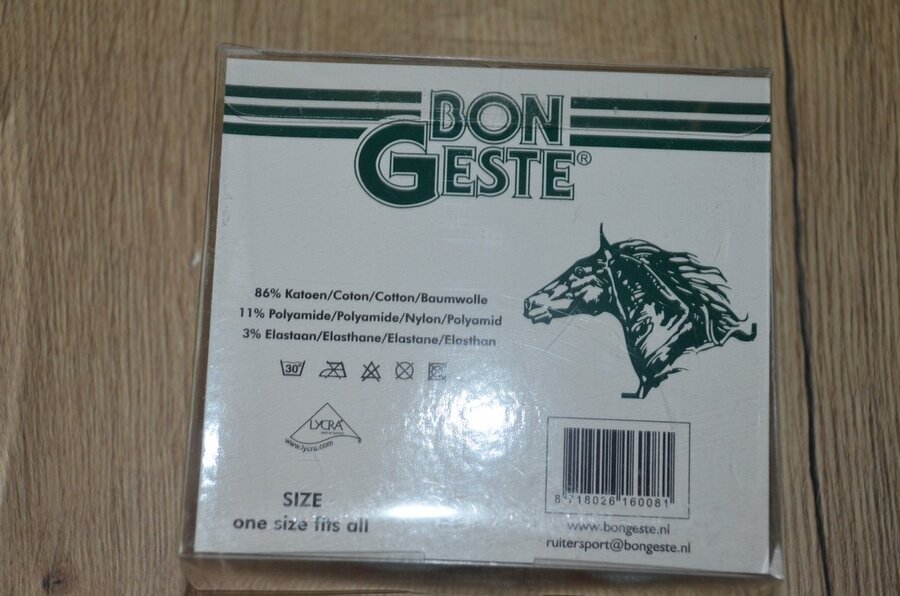 BON
GESTE®
86% Katoen/Coton/Cotton/Baumwolle
11% Polyamide/Polyamide/Nylon/Polyamid
3% Elastaan/Elasthane/Elastane/Elasthan
30°
LYCRA®
www.lycra.com
SIZE
one size fits all
8 718026 160081
www.bongeste.nl
ruitersport@bongeste.nl